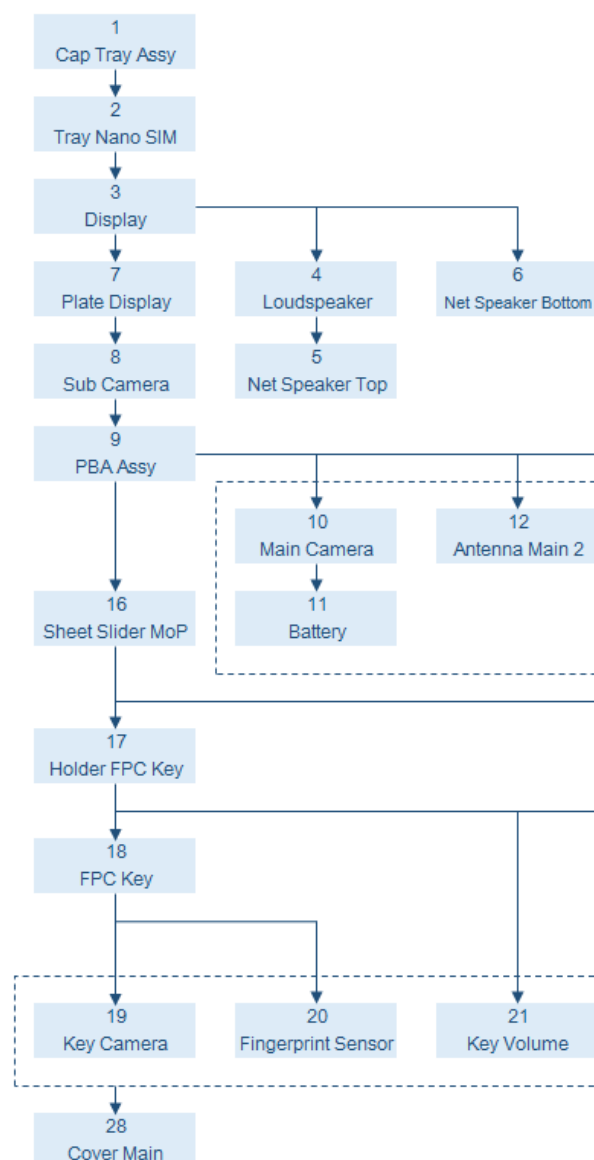 1
Cap Tray Assy
2
Tray Nano SIM
3
Display
7
Plate Display
4
Loudspeaker
6
Net Speaker Bottom
8
Sub Camera
5
Net Speaker Top
9
PBA Assy
10
Main Camera
12
Antenna Main 2
16
Sheet Slider MoP
11
Battery
17
Holder FPC Key
18
FPC Key
19
Key Camera
20
Fingerprint Sensor
21
Key Volume
28
Cover Main